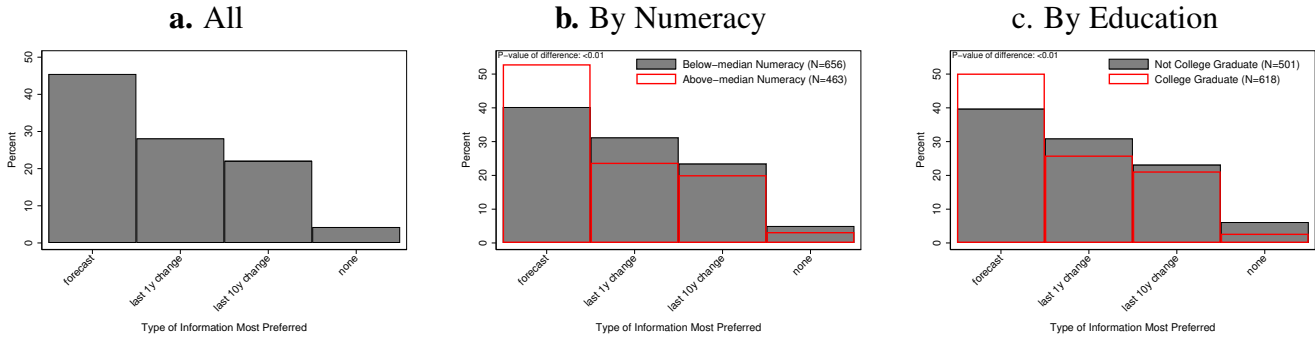 a. All
Percent
50
40
30
20
10
0
forecast
last 1y change
last 10y change
none
Type of Information Most Preferred
b. By Numeracy
P−value of difference: <0.01
Below−median Numeracy (N=656)
Above−median Numeracy (N=463)
Percent
50
40
30
20
10
0
forecast
last 1y change
last 10y change
none
Type of Information Most Preferred
c. By Education
P−value of difference: <0.01
Not College Graduate (N=501)
College Graduate (N=618)
Percent
50
40
30
20
10
0
forecast
last 1y change
last 10y change
none
Type of Information Most Preferred